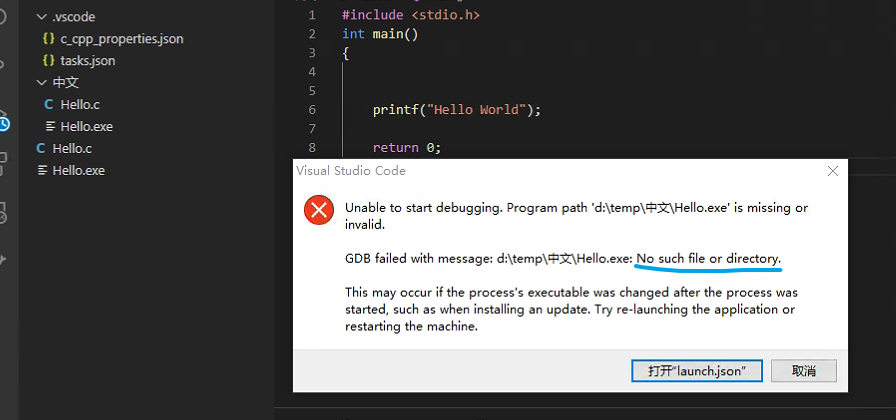 .vscode
{} c_cpp_properties.json
{} tasks.json
中文
C Hello.c
Hello.exe
C Hello.c
Hello.exe
1 #include <stdio.h>
2 int main()
3 {
4
5
6 printf("Hello World");
7
8 return 0;
Visual Studio Code
Unable to start debugging. Program path 'd:\temp\中文\Hello.exe' is missing or
invalid.
GDB failed with message: d:\temp\中文\Hello.exe: No such file or directory.
This may occur if the process's executable was changed after the process was
started, such as when installing an update. Try re-launching the application or
restarting the machine.
打开"launch.json"
取消